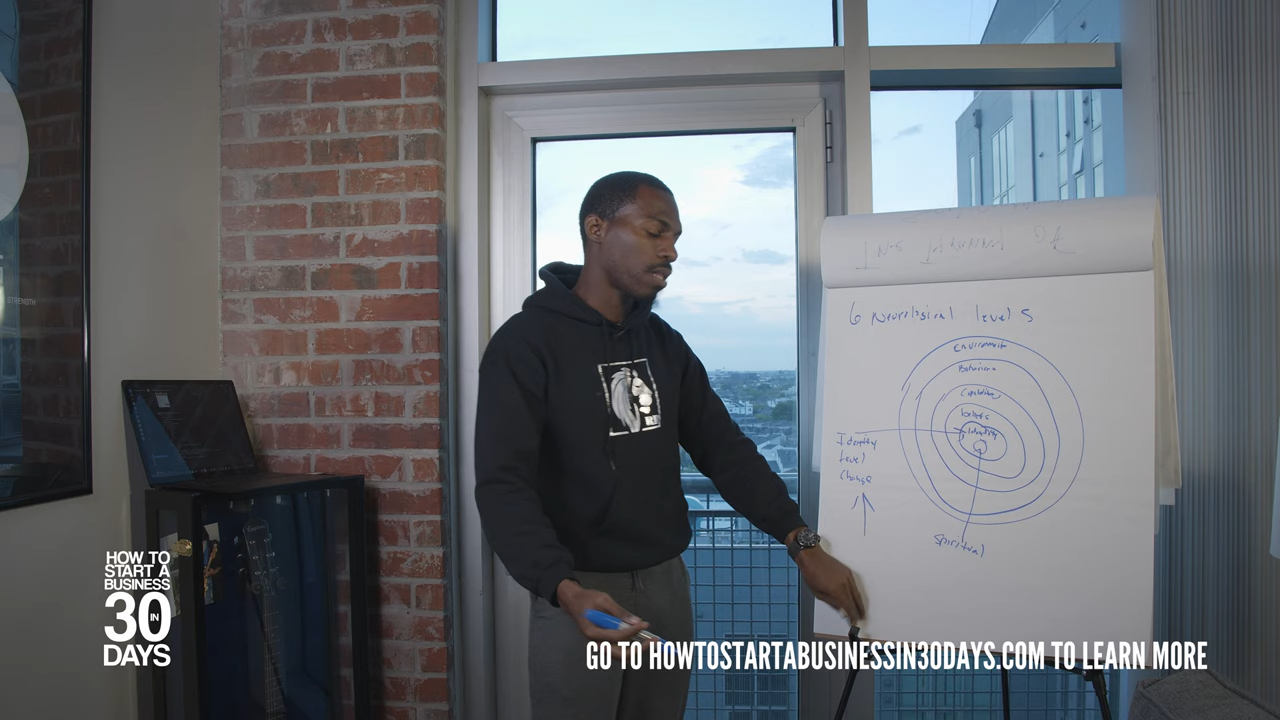 STRENGTH
6 Neurological levels
Environment
Behaviors
Capabilities
beliefs
Identity
Identity
Level
Change
Spiritual
HOW TO
START A
BUSINESS
30 IN
DAYS
GO TO HOWTOSTARTABUSINESSIN30DAYS.COM TO LEARN MORE